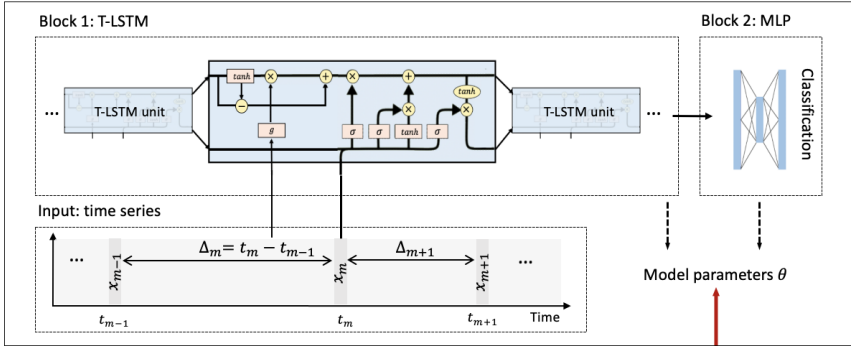 Block 1: T-LSTM
Block 2: MLP
tanh × + × +
−
tanh
×
×
g
σ σ tanh σ
...
T-LSTM unit
T-LSTM unit
...
Classification
Input: time series
Δₘ= tₘ − tₘ₋₁
Δₘ₊₁
...
xₘ₋₁
xₘ
xₘ₊₁
...
tₘ₋₁
tₘ
tₘ₊₁
Time
Model parameters θ